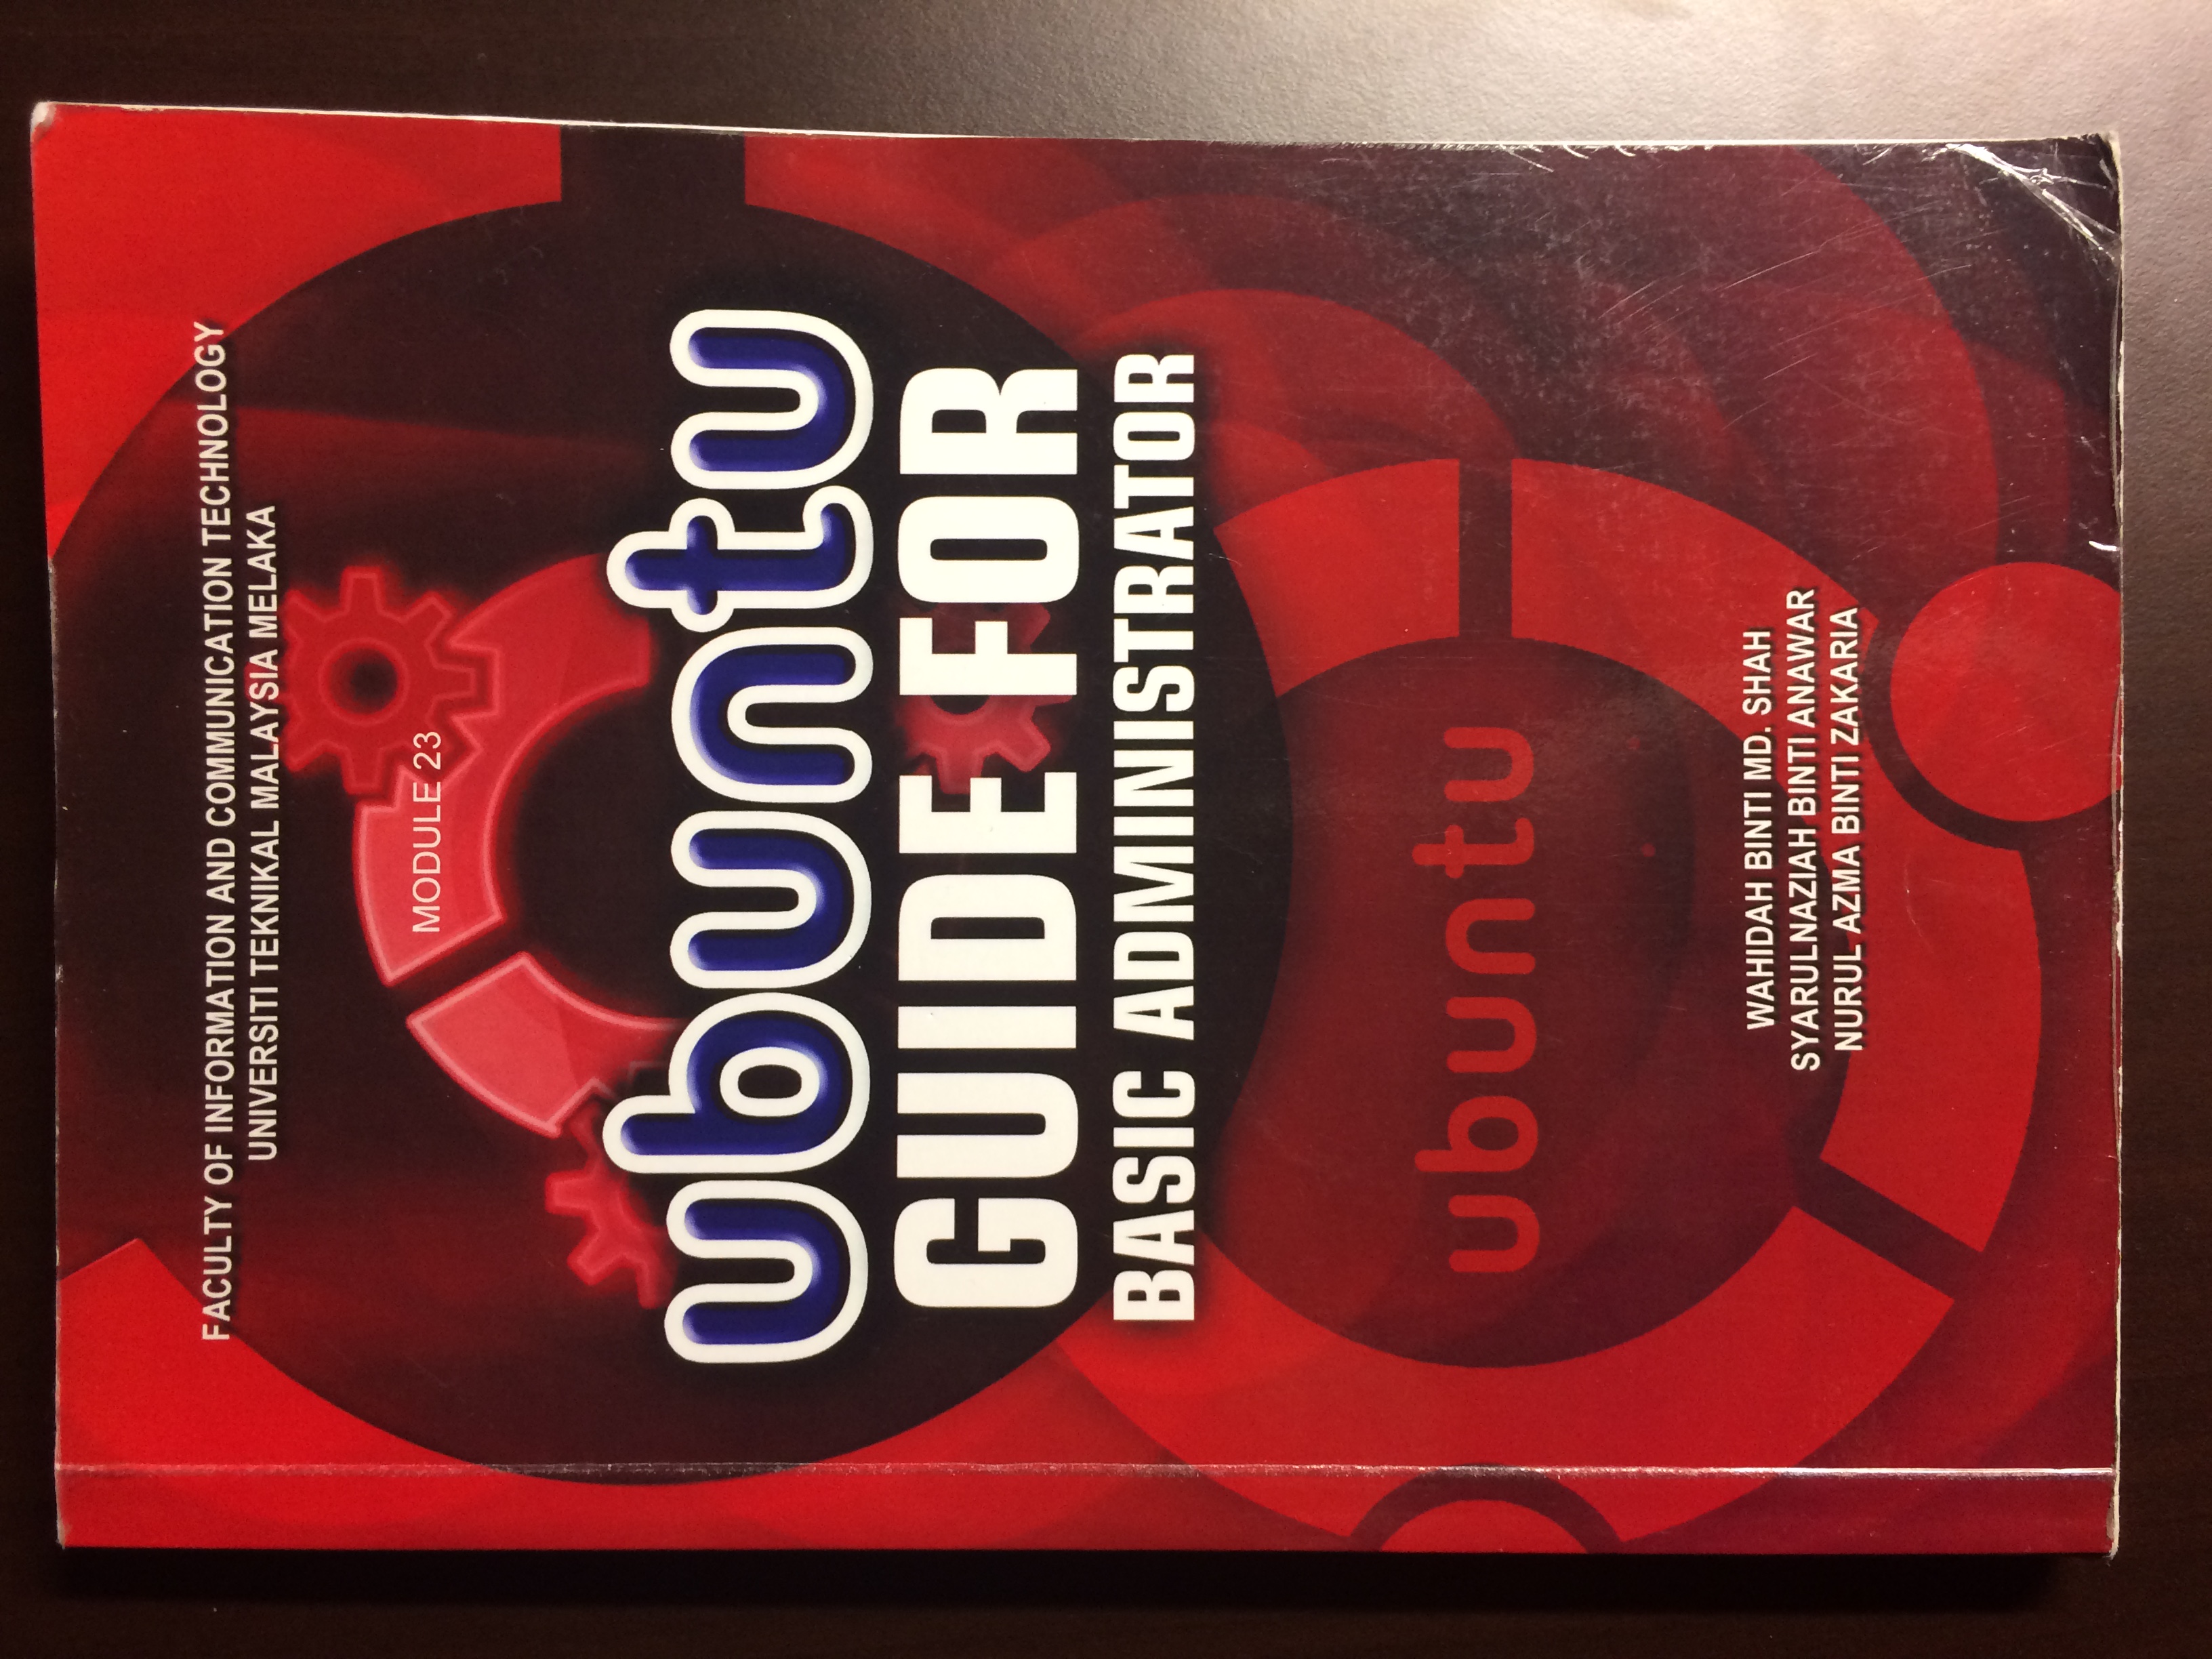 FACULTY OF INFORMATION AND COMMUNICATION TECHNOLOGY
UNIVERSITI TEKNIKAL MALAYSIA MELAKA
MODULE 23
ubuntu
GUIDE FOR
BASIC ADMINISTRATOR
ubuntu
WAHIDAH BINTI MD. SHAH
SYARULNAZIAH BINTI ANAWAR
NURUL AZMA BINTI ZAKARIA